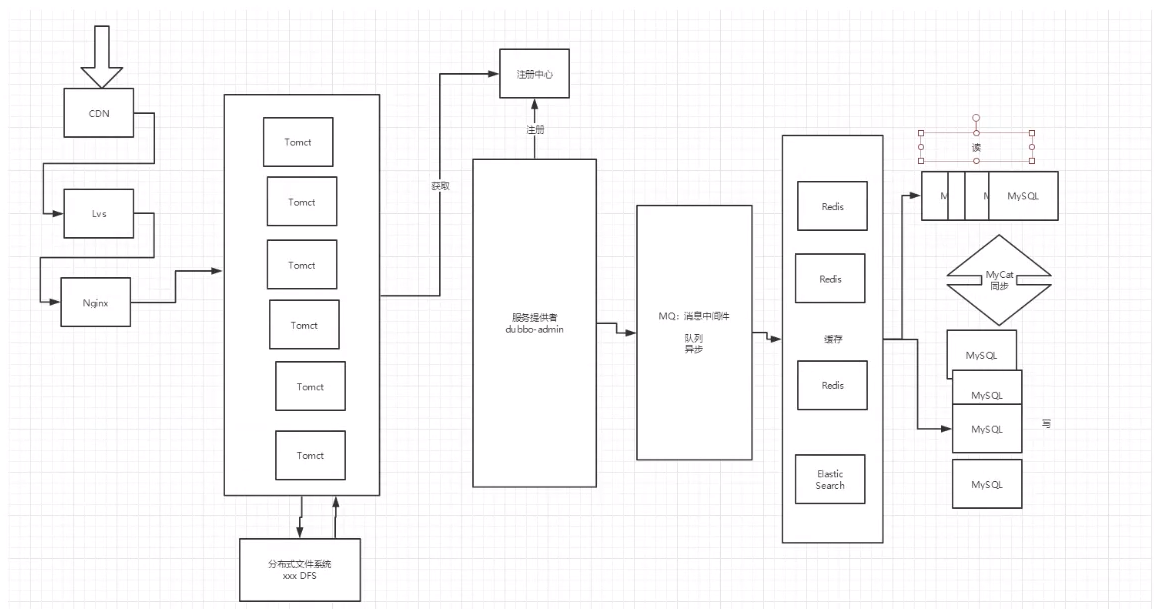 CDN
Lvs
Nginx
Tomct
Tomct
Tomct
Tomct
Tomct
Tomct
分布式文件系统
xxx DFS
获取
注册中心
注册
服务提供者
dubbo-admin
MQ：消息中间件
队列
异步
Redis
Redis
缓存
Redis
Elastic
Search
读
M
M
MySQL
MyCat
同步
MySQL
MySQL
MySQL
写
MySQL